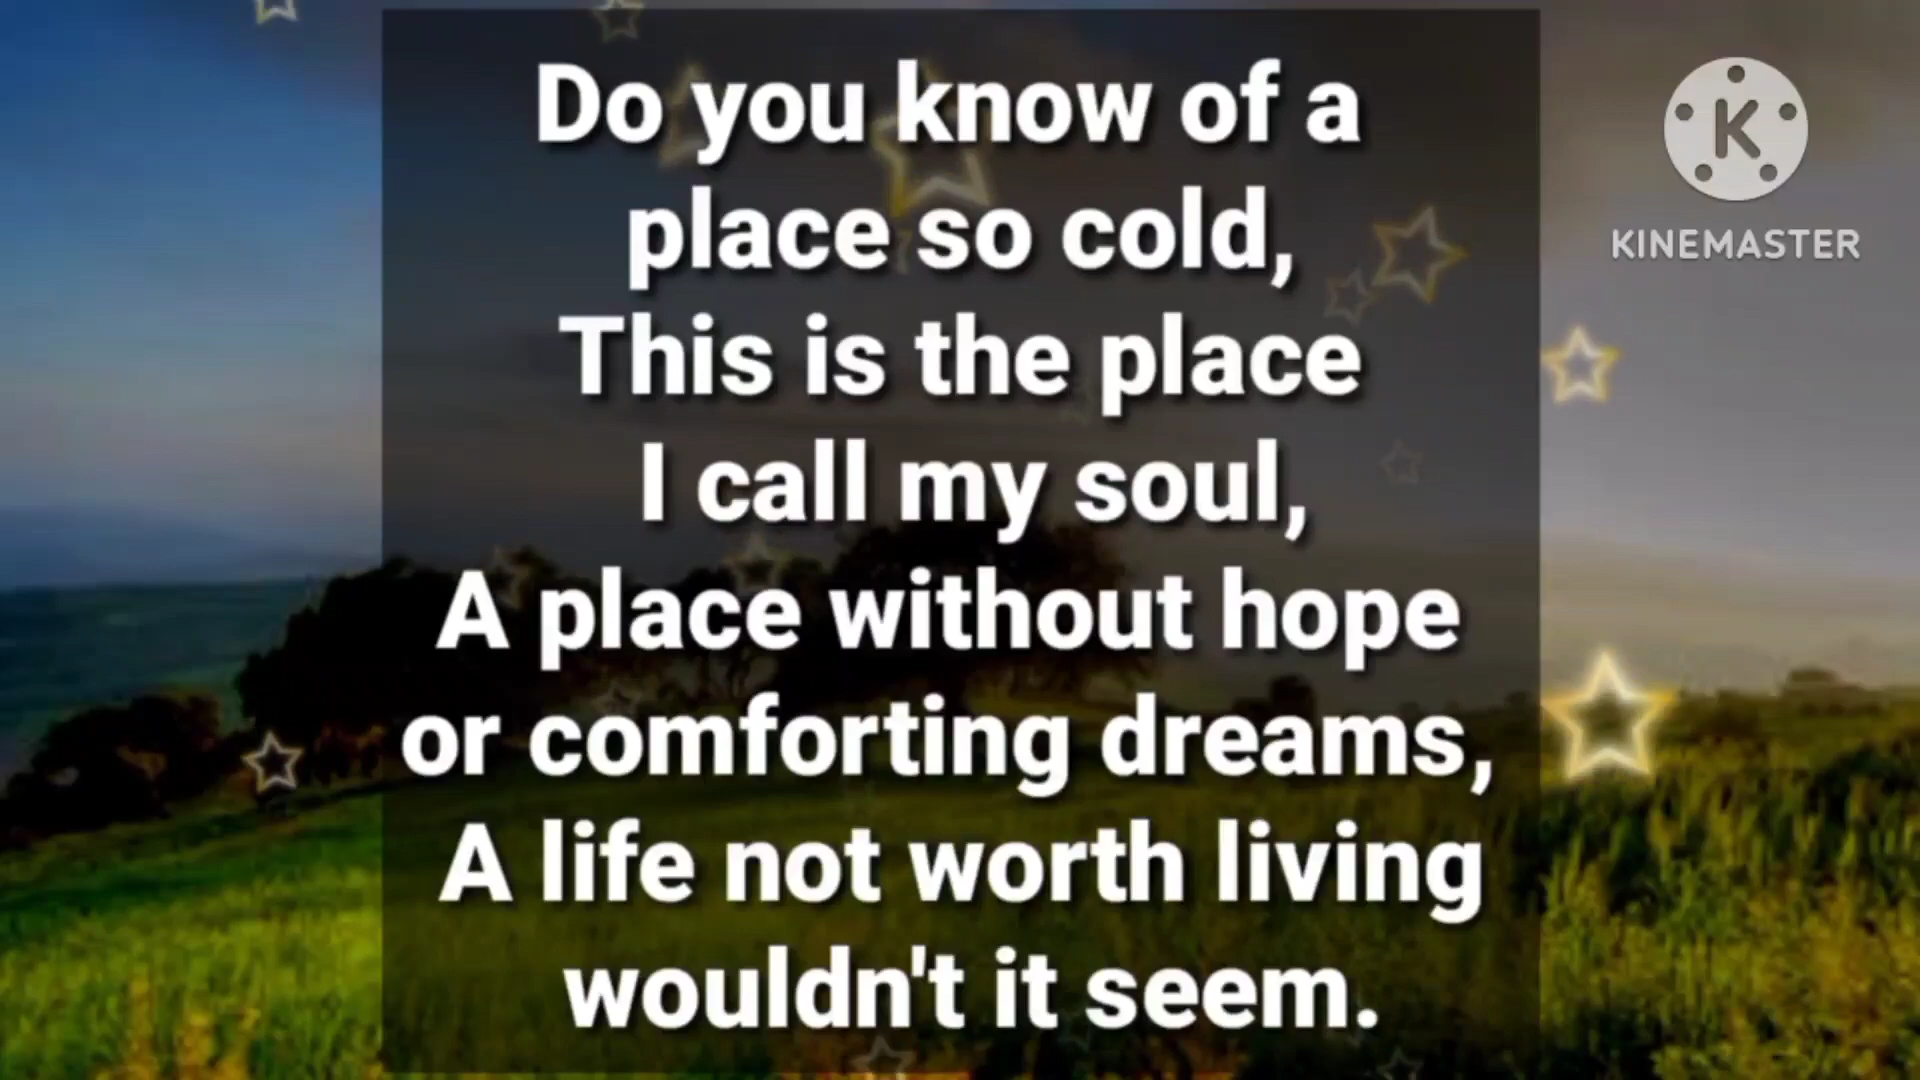 Do you know of a
place so cold,
This is the place
I call my soul,
A place without hope
or comforting dreams,
A life not worth living
wouldn't it seem.
K
KINEMASTER